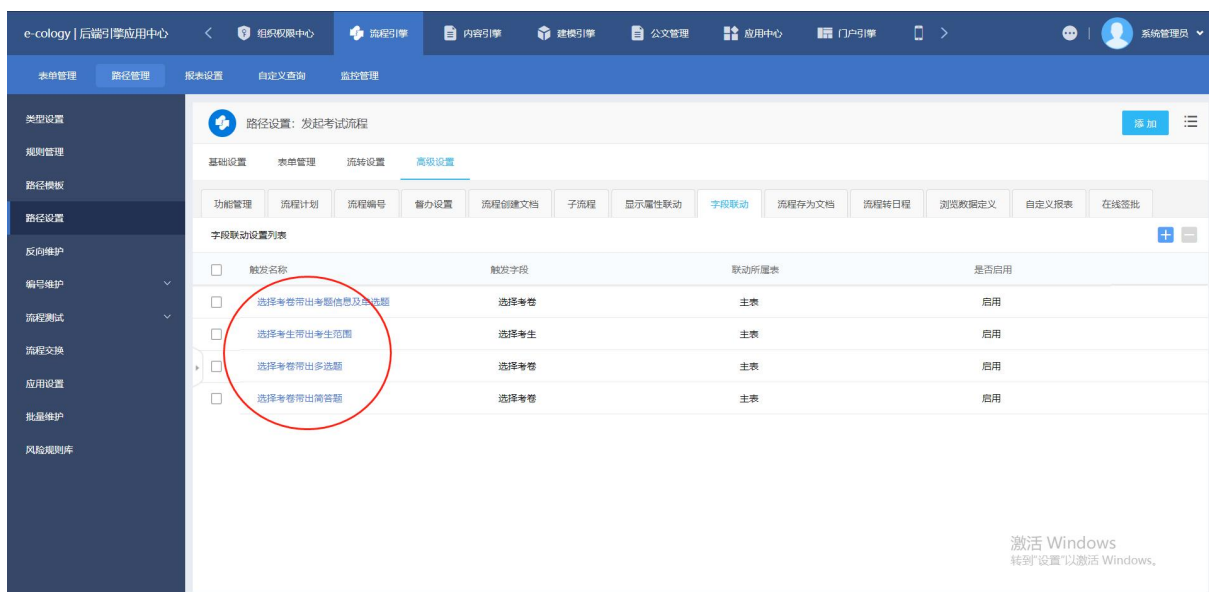 e-cology | 后端引擎应用中心 组织权限中心 流程引擎 内容引擎 建模引擎 公文管理 应用中心 门户引擎 系统管理员
表单管理 路径管理 报表设置 自定义查询 监控管理
类型设置
规则管理
路径模板
路径设置
反向维护
编号维护
流程测试
流程交换
应用设置
批量维护
风险规则库
路径设置：发起考试流程 添加
基础设置 表单管理 流转设置 高级设置
功能管理 流程计划 流程编号 督办设置 流程创建文档 子流程 显示属性联动 字段联动 流程存为文档 流程转日程 浏览数据定义 自定义报表 在线签批
字段联动设置列表
触发名称 触发字段 联动所属表 是否启用
选择考卷带出考题信息及单选题 选择考卷 主表 启用
选择考生带出考生范围 选择考生 主表 启用
选择考卷带出多选题 选择考卷 主表 启用
选择考卷带出简答题 选择考卷 主表 启用
激活 Windows
转到"设置"以激活 Windows。